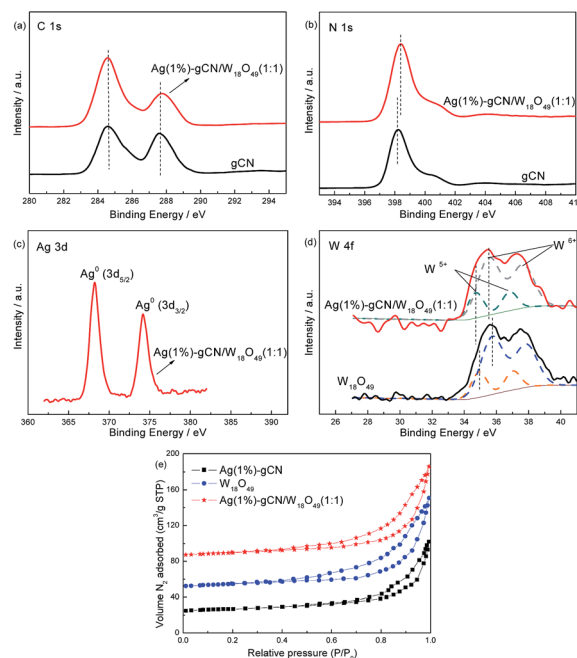 (a) C 1s
Intensity / a.u.
Ag(1%)-gCN/W₁₈O₄₉(1:1)
gCN
280 282 284 286 288 290 292 294
Binding Energy / eV
(b) N 1s
Intensity / a.u.
Ag(1%)-gCN/W₁₈O₄₉(1:1)
gCN
394 396 398 400 402 404 406 408 410
Binding Energy / eV
(c) Ag 3d
Intensity / a.u.
Ag⁰ (3d₅/₂)
Ag⁰ (3d₃/₂)
Ag(1%)-gCN/W₁₈O₄₉(1:1)
360 365 370 375 380 385 390
Binding Energy / eV
(d)
W 4f
Intensity / a.u.
W⁶⁺
W⁵⁺
Ag(1%)-gCN/W₁₈O₄₉(1:1)
W₁₈O₄₉
26 28 30 32 34 36 38 40
Binding Energy / eV
(e)
Volume N₂ adsorbed (cm³/g STP)
200
160
120
80
40
0
Ag(1%)-gCN
W₁₈O₄₉
Ag(1%)-gCN/W₁₈O₄₉(1:1)
0.0 0.2 0.4 0.6 0.8 1.0
Relative pressure (P/P₀)